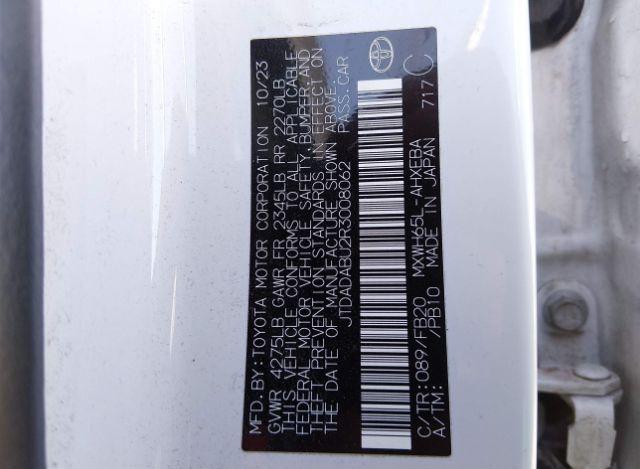 MFD.BY:TOYOTA MOTOR CORPORATION 10/23
GVWR 4275LB GAWR FR 2345LB RR 2270LB
THIS VEHICLE CONFORMS TO ALL APPLICABLE
FEDERAL MOTOR VEHICLE SAFETY, BUMPER AND
THEFT PREVENTION STANDARDS IN EFFECT ON
THE DATE OF MANUFACTURE SHOWN ABOVE.
JTDADABU2R3008062 PASS.CAR
C/TR:089/FB20 MXWH65L-AHXEBA 717C
A/TM: /PB10 MADE IN JAPAN